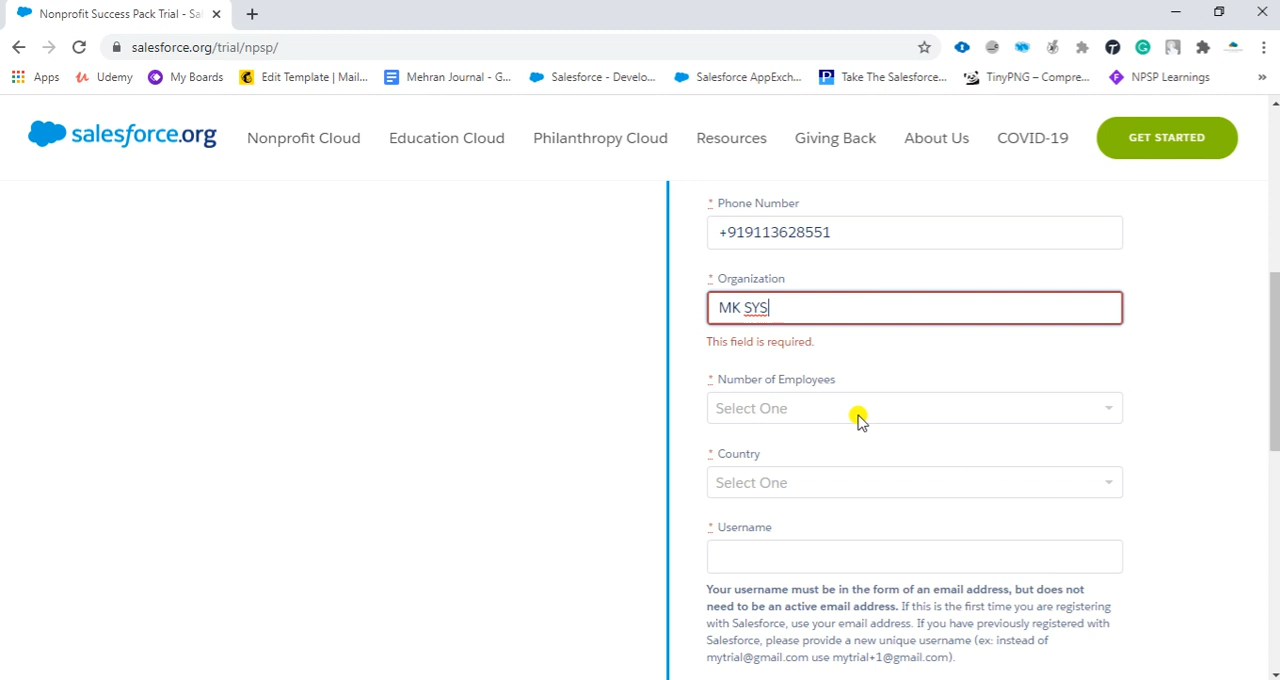 Nonprofit Success Pack Trial - Sa
salesforce.org/trial/npsp/
Apps Udemy My Boards Edit Template | Mail... Mehran Journal - G... Salesforce - Develo... Salesforce AppExch... Take The Salesforce... TinyPNG – Compre... NPSP Learnings »
salesforce.org Nonprofit Cloud Education Cloud Philanthropy Cloud Resources Giving Back About Us COVID-19 GET STARTED
* Phone Number
+919113628551
* Organization
MK SYS
This field is required.
* Number of Employees
Select One
* Country
Select One
* Username
Your username must be in the form of an email address, but does not
need to be an active email address. If this is the first time you are registering
with Salesforce, use your email address. If you have previously registered with
Salesforce, please provide a new unique username (ex: instead of
mytrial@gmail.com use mytrial+1@gmail.com).